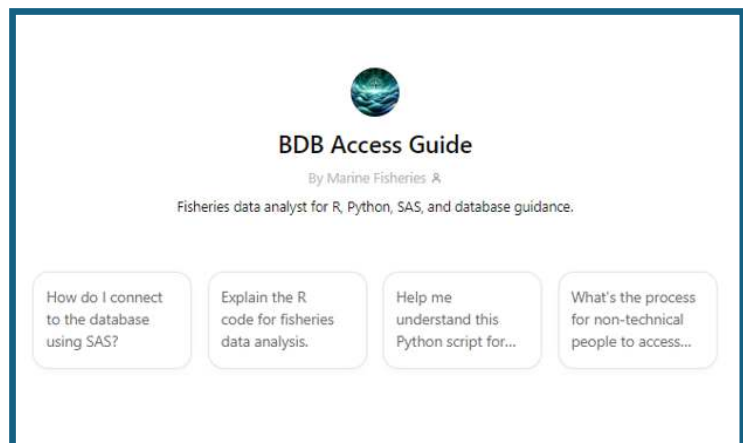 BDB Access Guide
By Marine Fisheries
Fisheries data analyst for R, Python, SAS, and database guidance.
How do I connect
to the database
using SAS?
Explain the R
code for fisheries
data analysis.
Help me
understand this
Python script for...
What's the process
for non-technical
people to access...